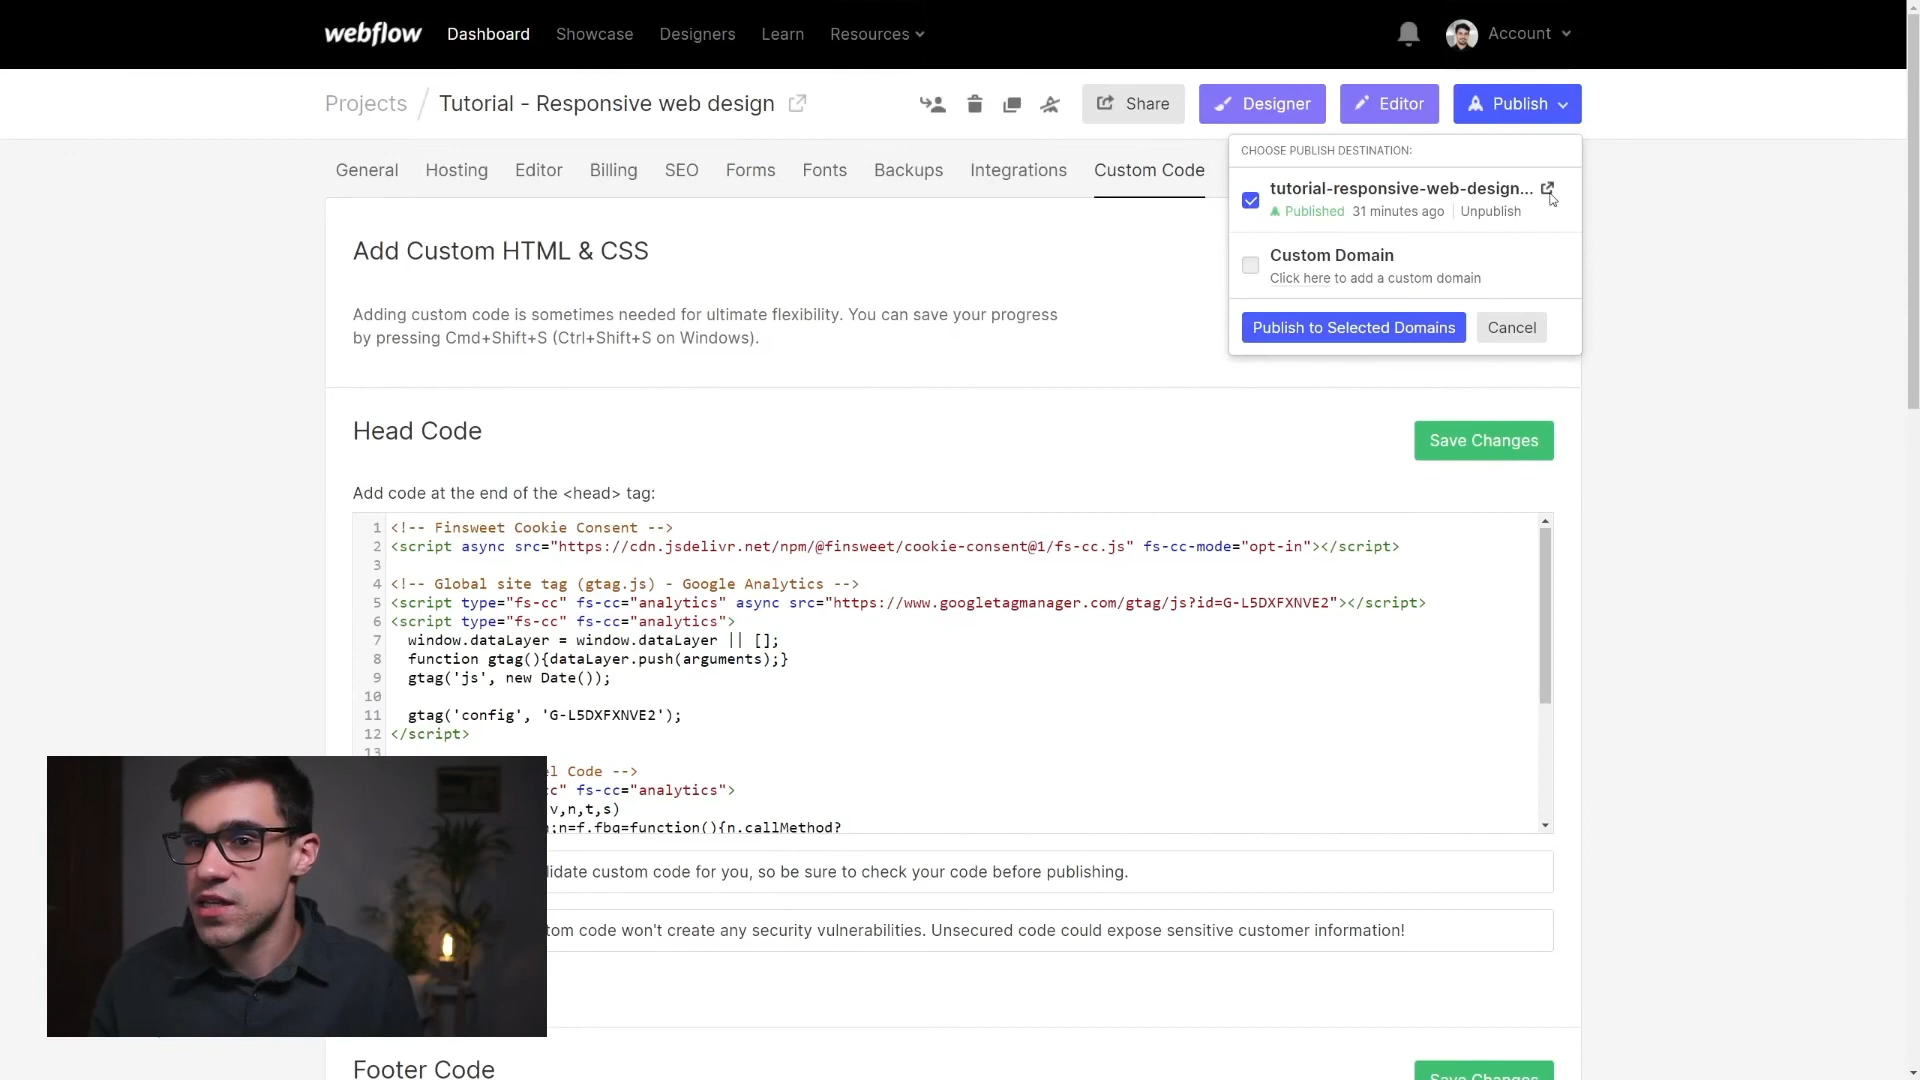 webflow Dashboard Showcase Designers Learn Resources Account
Projects / Tutorial - Responsive web design Share Designer Editor Publish
General Hosting Editor Billing SEO Forms Fonts Backups Integrations Custom Code
CHOOSE PUBLISH DESTINATION:
tutorial-responsive-web-design...
Published 31 minutes ago Unpublish
Custom Domain
Click here to add a custom domain
Publish to Selected Domains Cancel
Add Custom HTML & CSS
Adding custom code is sometimes needed for ultimate flexibility. You can save your progress
by pressing Cmd+Shift+S (Ctrl+Shift+S on Windows).
Head Code Save Changes
Add code at the end of the <head> tag:
1 <!-- Finsweet Cookie Consent -->
2 <script async src="https://cdn.jsdelivr.net/npm/@finsweet/cookie-consent@1/fs-cc.js" fs-cc-mode="opt-in"></script>
3
4 <!-- Global site tag (gtag.js) - Google Analytics -->
5 <script type="fs-cc" fs-cc="analytics" async src="https://www.googletagmanager.com/gtag/js?id=G-L5DXFXNVE2"></script>
6 <script type="fs-cc" fs-cc="analytics">
7 window.dataLayer = window.dataLayer || [];
8 function gtag(){dataLayer.push(arguments);}
9 gtag('js', new Date());
10
11 gtag('config', 'G-L5DXFXNVE2');
12 </script>
13
l Code -->
" fs-cc="analytics">
v,n,t,s)
;n=f.fbq=function(){n.callMethod?
idate custom code for you, so be sure to check your code before publishing.
tom code won't create any security vulnerabilities. Unsecured code could expose sensitive customer information!
Footer Code Save Changes